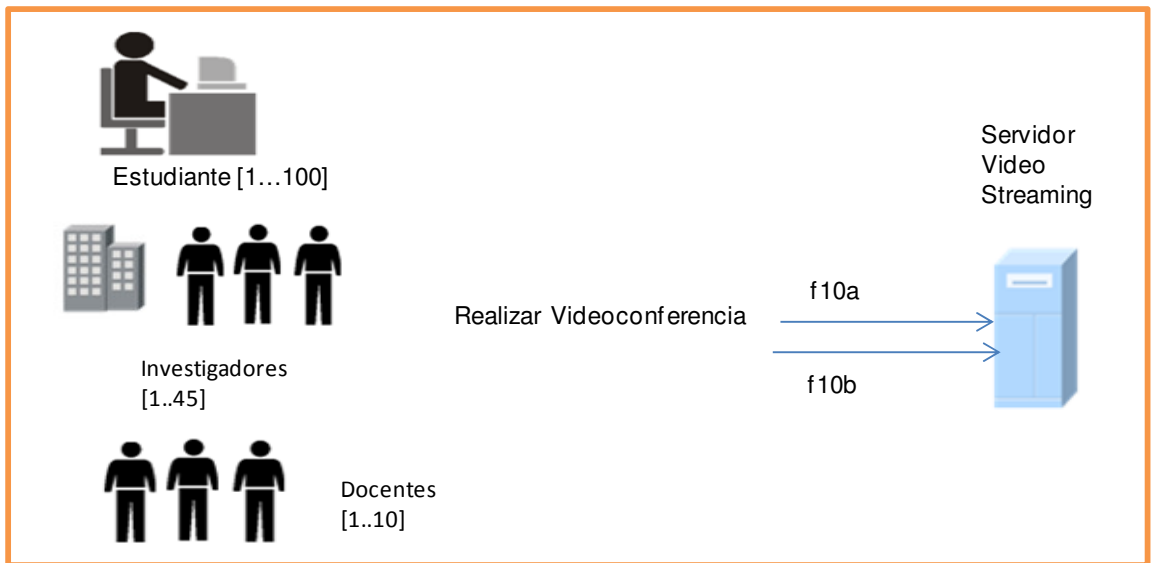 Estudiante [1…100]
Investigadores
[1..45]
Docentes
[1..10]
Realizar Videoconferencia
f10a
f10b
Servidor
Video
Streaming